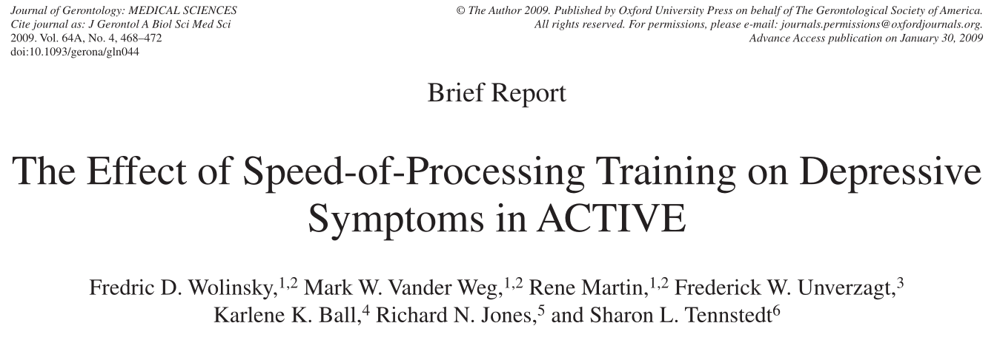 Journal of Gerontology: MEDICAL SCIENCES
Cite journal as: J Gerontol A Biol Sci Med Sci
2009. Vol. 64A, No. 4, 468–472
doi:10.1093/gerona/gln044
© The Author 2009. Published by Oxford University Press on behalf of The Gerontological Society of America.
All rights reserved. For permissions, please e-mail: journals.permissions@oxfordjournals.org.
Advance Access publication on January 30, 2009
Brief Report
The Effect of Speed-of-Processing Training on Depressive
Symptoms in ACTIVE
Fredric D. Wolinsky,1,2 Mark W. Vander Weg,1,2 Rene Martin,1,2 Frederick W. Unverzagt,3
Karlene K. Ball,4 Richard N. Jones,5 and Sharon L. Tennstedt6